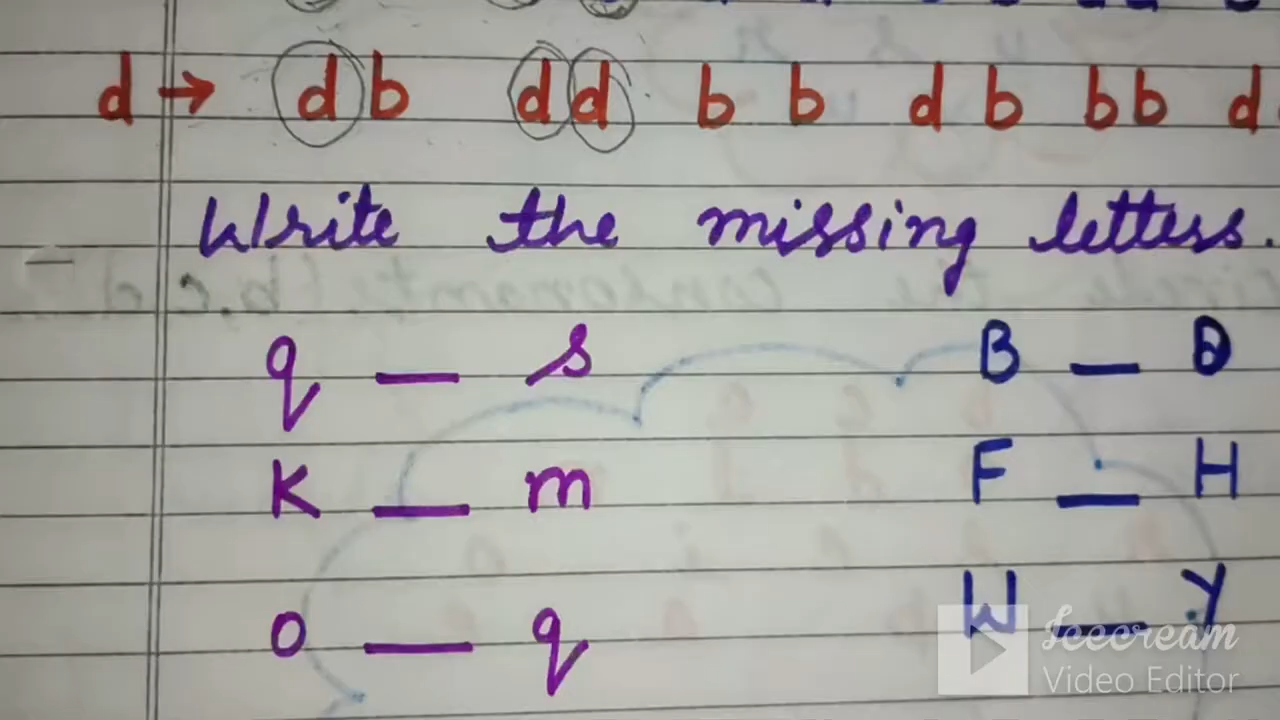 d → d b d d b b d b b b d
Write the missing letters.
q _ s B _ D
K _ m F _ H
o _ q W _ Y
Icecream
Video Editor